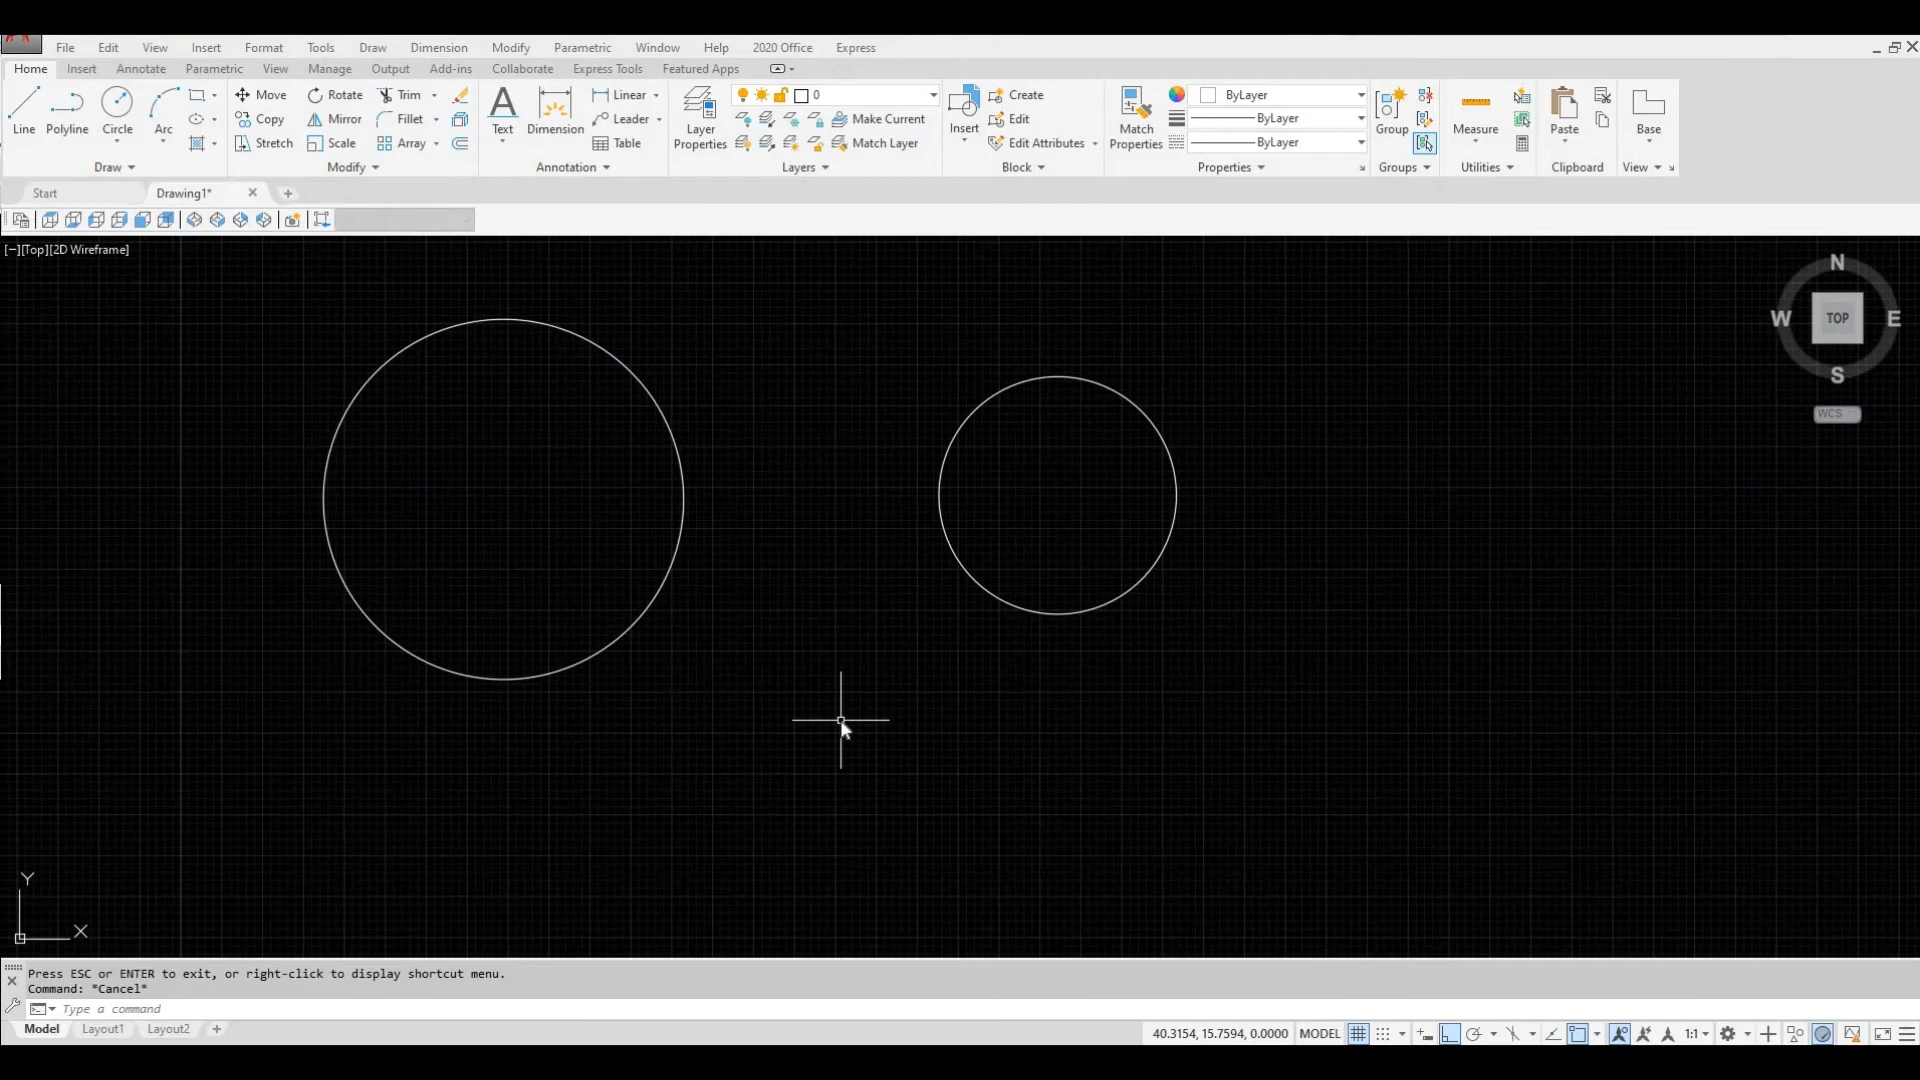 File Edit View Insert Format Tools Draw Dimension Modify Parametric Window Help 2020 Office Express
Home Insert Annotate Parametric View Manage Output Add-ins Collaborate Express Tools Featured Apps
Line Polyline Circle Arc
Move Rotate Trim
Copy Mirror Fillet
Stretch Scale Array
Text Dimension
Linear
Leader
Table
Layer Properties
0
Make Current
Match Layer
Insert
Create
Edit
Edit Attributes
Match Properties
ByLayer
ByLayer
ByLayer
Group
Measure
Paste
Base
Draw Modify Annotation Layers Block Properties Groups Utilities Clipboard View
Start Drawing1*
[−][Top][2D Wireframe]
N
W TOP E
S
WCS
Y
X
Press ESC or ENTER to exit, or right-click to display shortcut menu.
Command: *Cancel*
Type a command
Model Layout1 Layout2
40.3154, 15.7594, 0.0000 MODEL 1:1